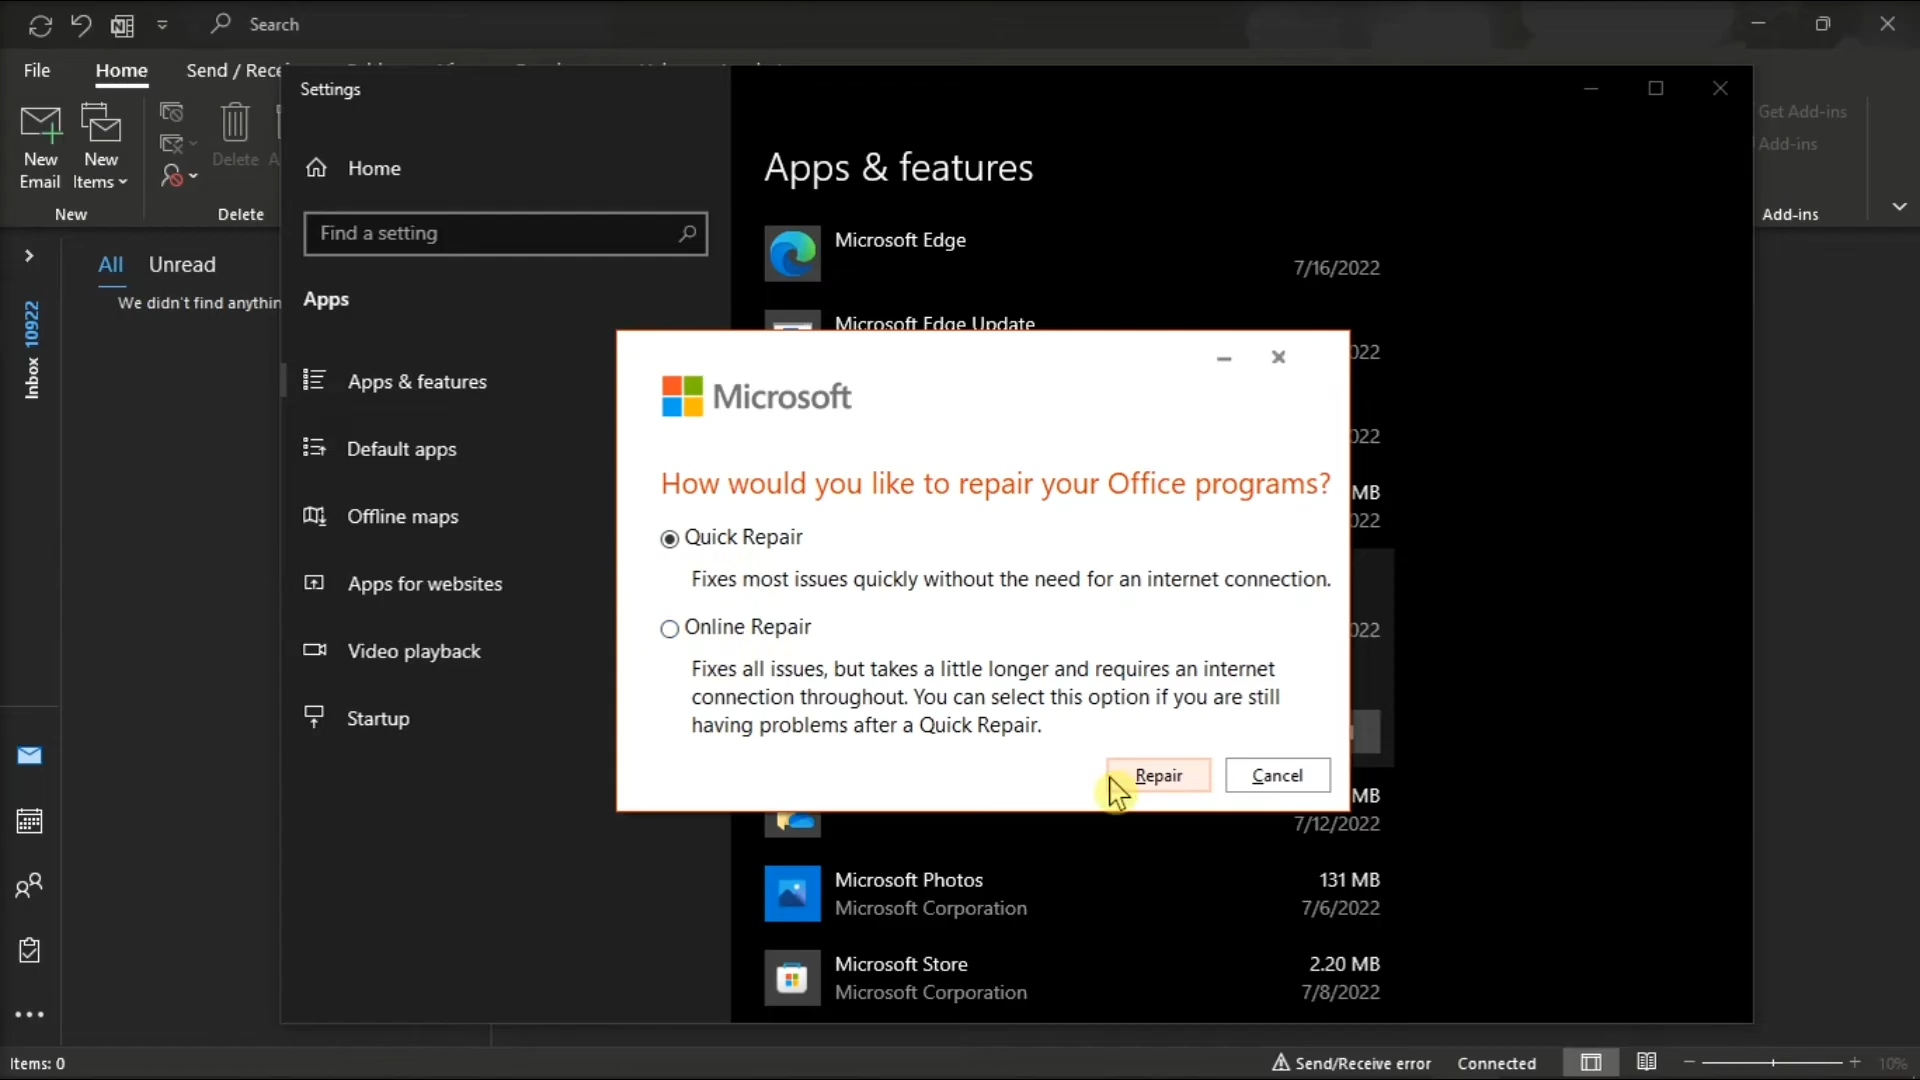 Search
File
Home
Send / Rece
New
Email
New
Items
Delete
New
Delete
Get Add-ins
Add-ins
Add-ins
All
Unread
We didn't find anythin
Inbox 10922
Settings
Home
Find a setting
Apps
Apps & features
Default apps
Offline maps
Apps for websites
Video playback
Startup
Apps & features
Microsoft Edge
7/16/2022
Microsoft Edge Update
022
022
MB
022
022
Microsoft
How would you like to repair your Office programs?
Quick Repair
Fixes most issues quickly without the need for an internet connection.
Online Repair
Fixes all issues, but takes a little longer and requires an internet
connection throughout. You can select this option if you are still
having problems after a Quick Repair.
Repair
Cancel
MB
7/12/2022
Microsoft Photos
131 MB
Microsoft Corporation
7/6/2022
Microsoft Store
2.20 MB
Microsoft Corporation
7/8/2022
Items: 0
Send/Receive error
Connected
10%